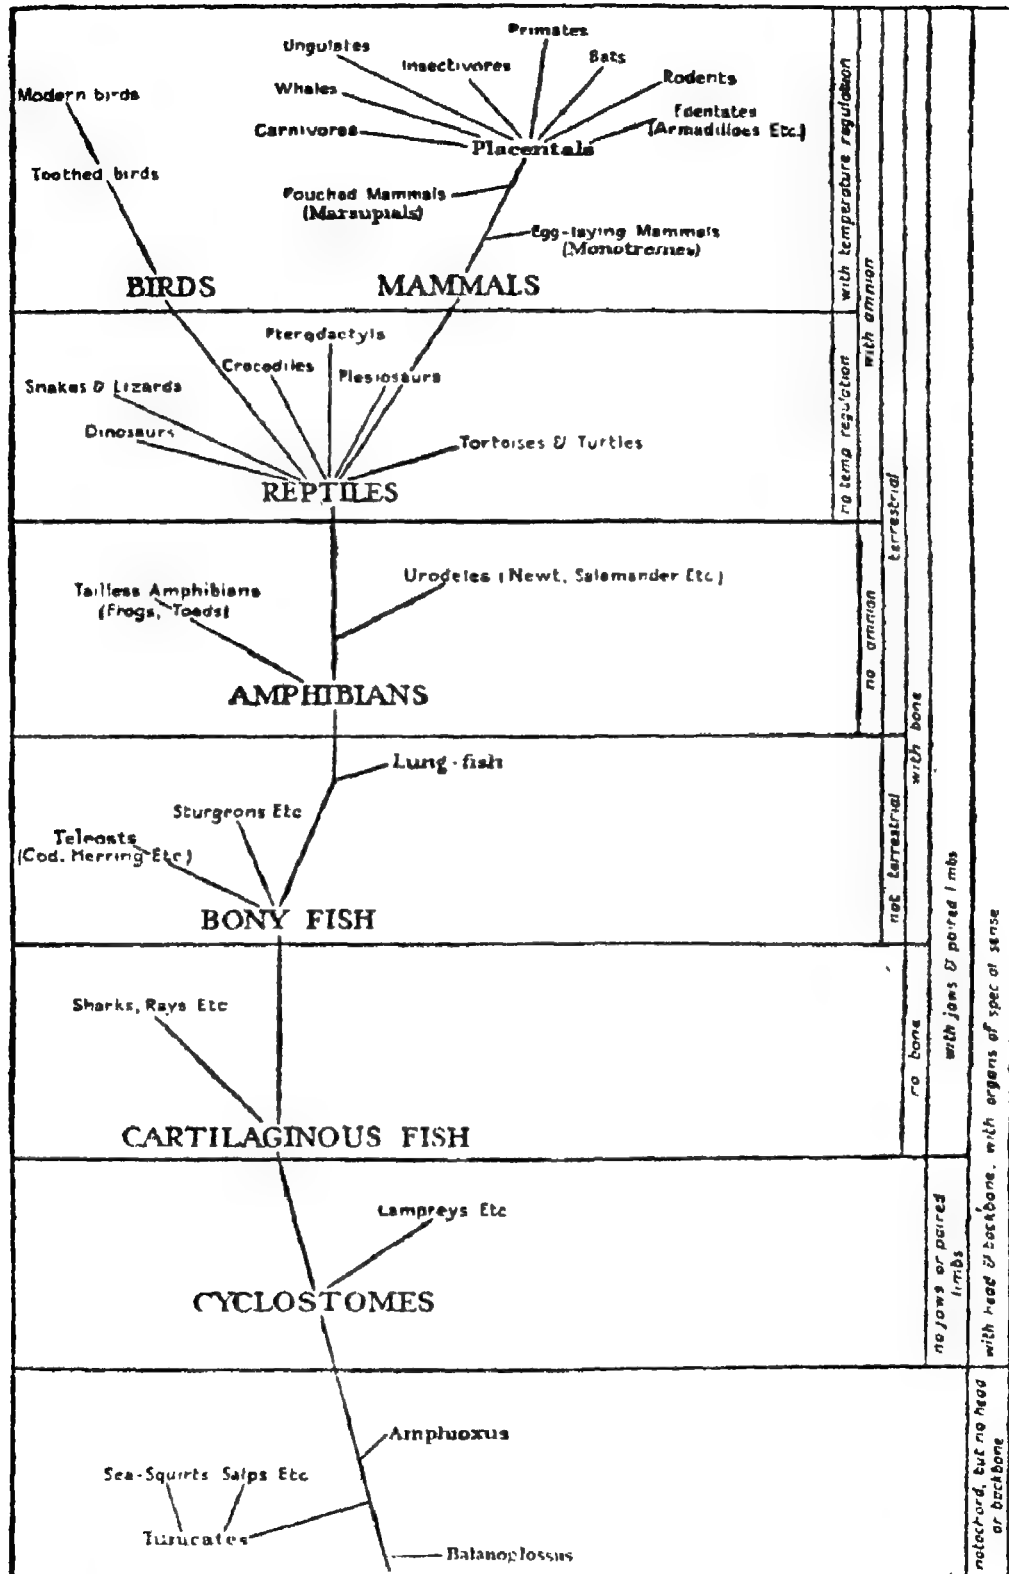 Primates
Ungulates
Insectivores
Bats
Whales
Rodents
Modern birds
Edentates
(Armadilloes Etc.)
Carnivores
Placentals
Toothed birds
Pouched Mammals
(Marsupials)
Egg-laying Mammals
(Monotremes)
BIRDS
MAMMALS
Pterodactyls
Crocodiles
Plesiosaurs
Snakes & Lizards
Dinosaurs
Tortoises & Turtles
REPTILES
Urodeles (Newt, Salamander Etc)
Tailless Amphibians
(Frogs, Toads)
AMPHIBIANS
Lung-fish
Sturgeons Etc
Teleosts
(Cod. Herring Etc)
BONY FISH
Sharks, Rays Etc
CARTILAGINOUS FISH
Lampreys Etc
CYCLOSTOMES
Amphioxus
Sea-Squirts Salps Etc
Tunicates
Balanoglossus
with temperature regulation
no temp regulation
with amnion
no amnion
terrestrial
not terrestrial
with bone
no bone
with jaws & paired limbs
no jaws or paired
limbs
with head & backbone, with organs of special sense
notochord, but no head
or backbone